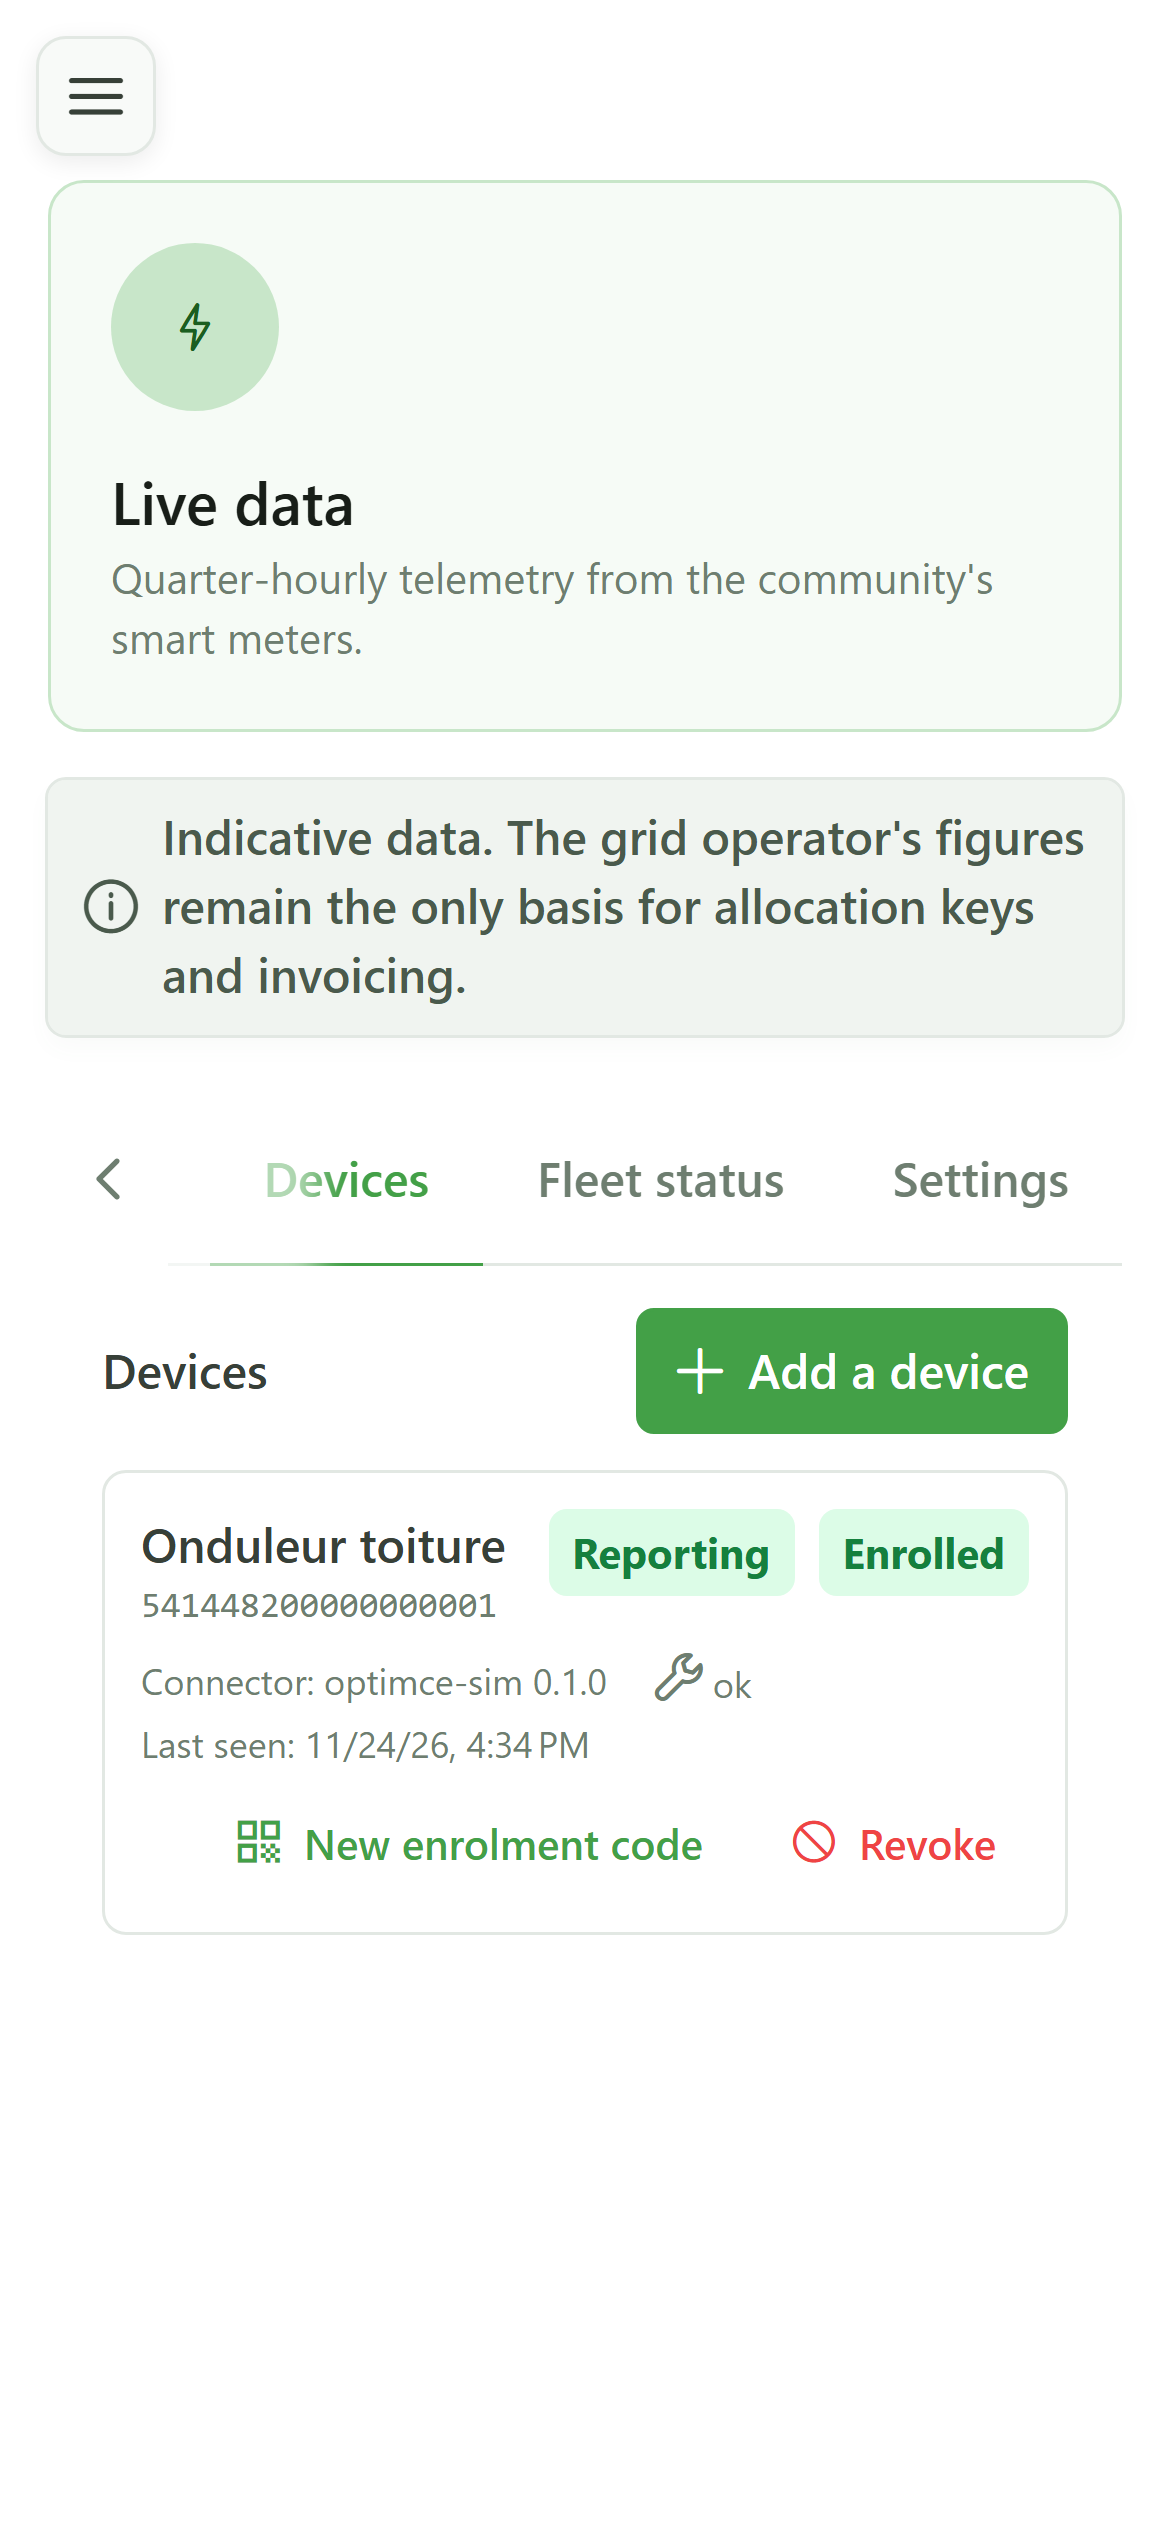 Live data
Quarter-hourly telemetry from the community's
smart meters.
Indicative data. The grid operator's figures
remain the only basis for allocation keys
and invoicing.
Devices Fleet status Settings
Devices Add a device
Onduleur toiture Reporting Enrolled
541448200000000001
Connector: optimce-sim 0.1.0 ok
Last seen: 11/24/26, 4:34 PM
New enrolment code Revoke